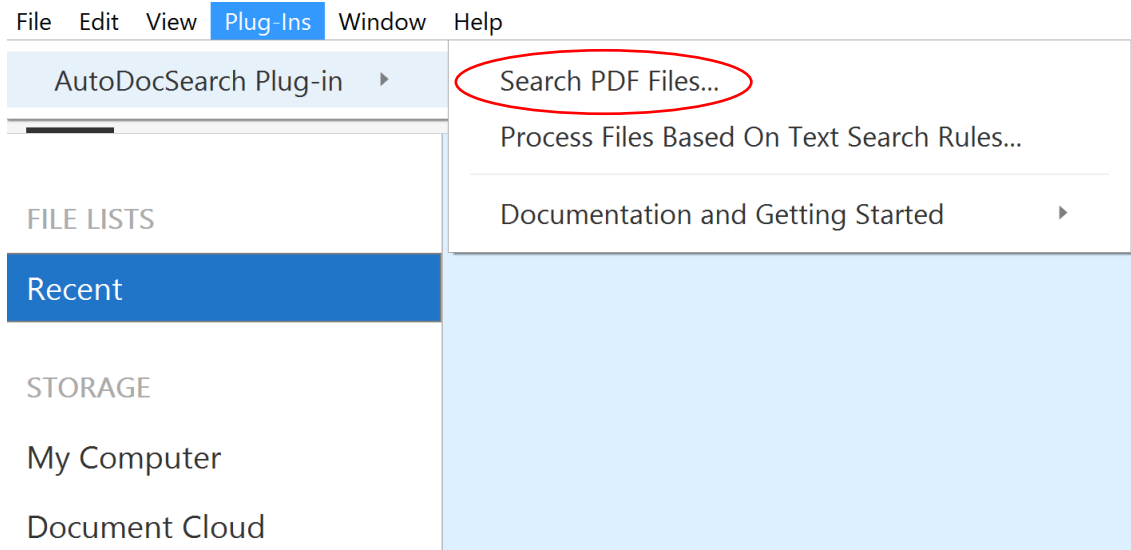 File Edit View Plug-Ins Window Help
AutoDocSearch Plug-in
Search PDF Files...
Process Files Based On Text Search Rules...
Documentation and Getting Started
FILE LISTS
Recent
STORAGE
My Computer
Document Cloud